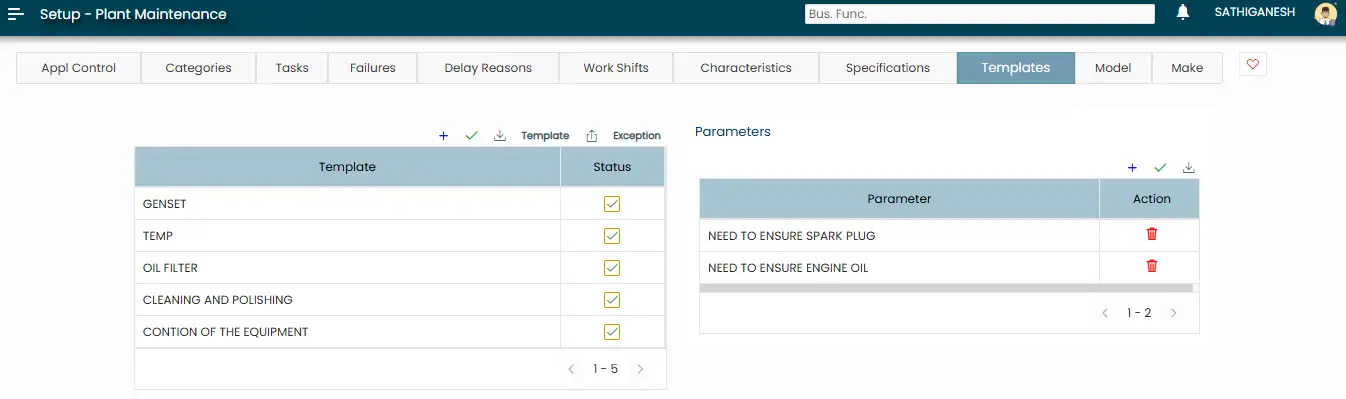 Setup - Plant Maintenance
Bus. Func.
SATHIGANESH
Appl Control
Categories
Tasks
Failures
Delay Reasons
Work Shifts
Characteristics
Specifications
Templates
Model
Make
Template
Exception
Template
Status
GENSET
TEMP
OIL FILTER
CLEANING AND POLISHING
CONTION OF THE EQUIPMENT
1 - 5
Parameters
Parameter
Action
NEED TO ENSURE SPARK PLUG
NEED TO ENSURE ENGINE OIL
1 - 2